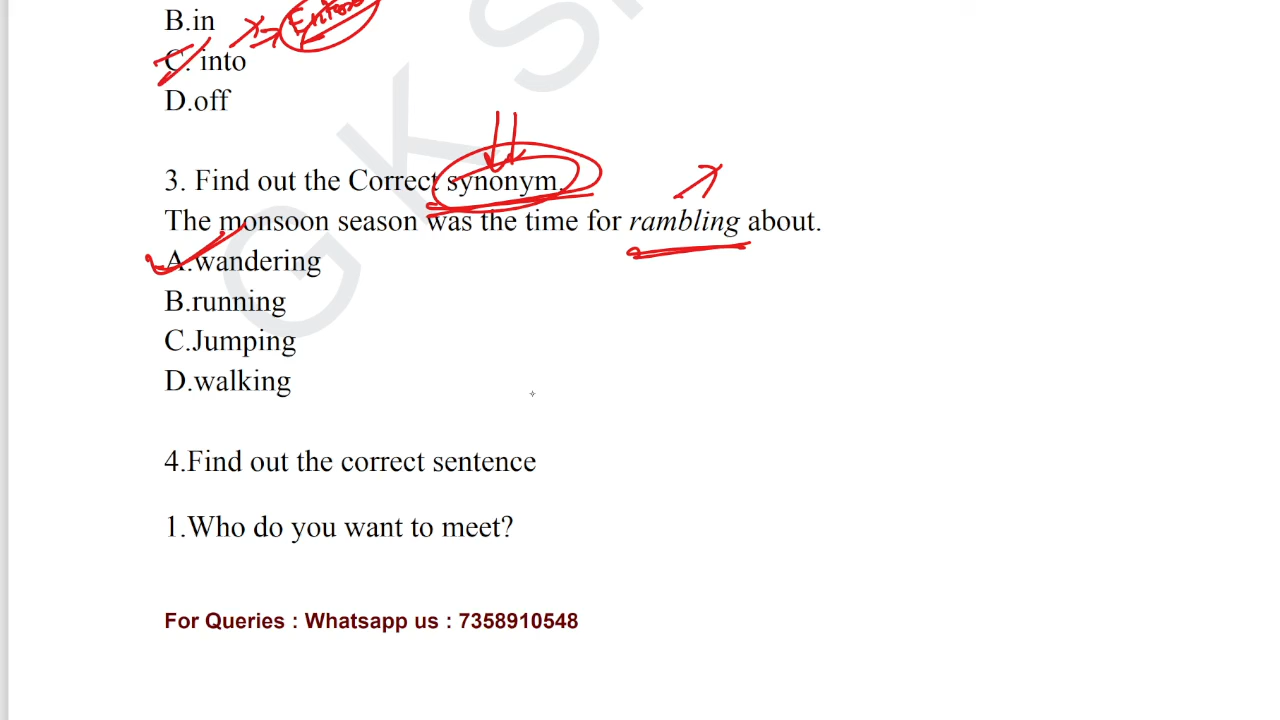 B.in
C. into
D.off
3. Find out the Correct synonym.
The monsoon season was the time for rambling about.
A.wandering
B.running
C.Jumping
D.walking
4.Find out the correct sentence
1.Who do you want to meet?
For Queries : Whatsapp us : 7358910548
G K S